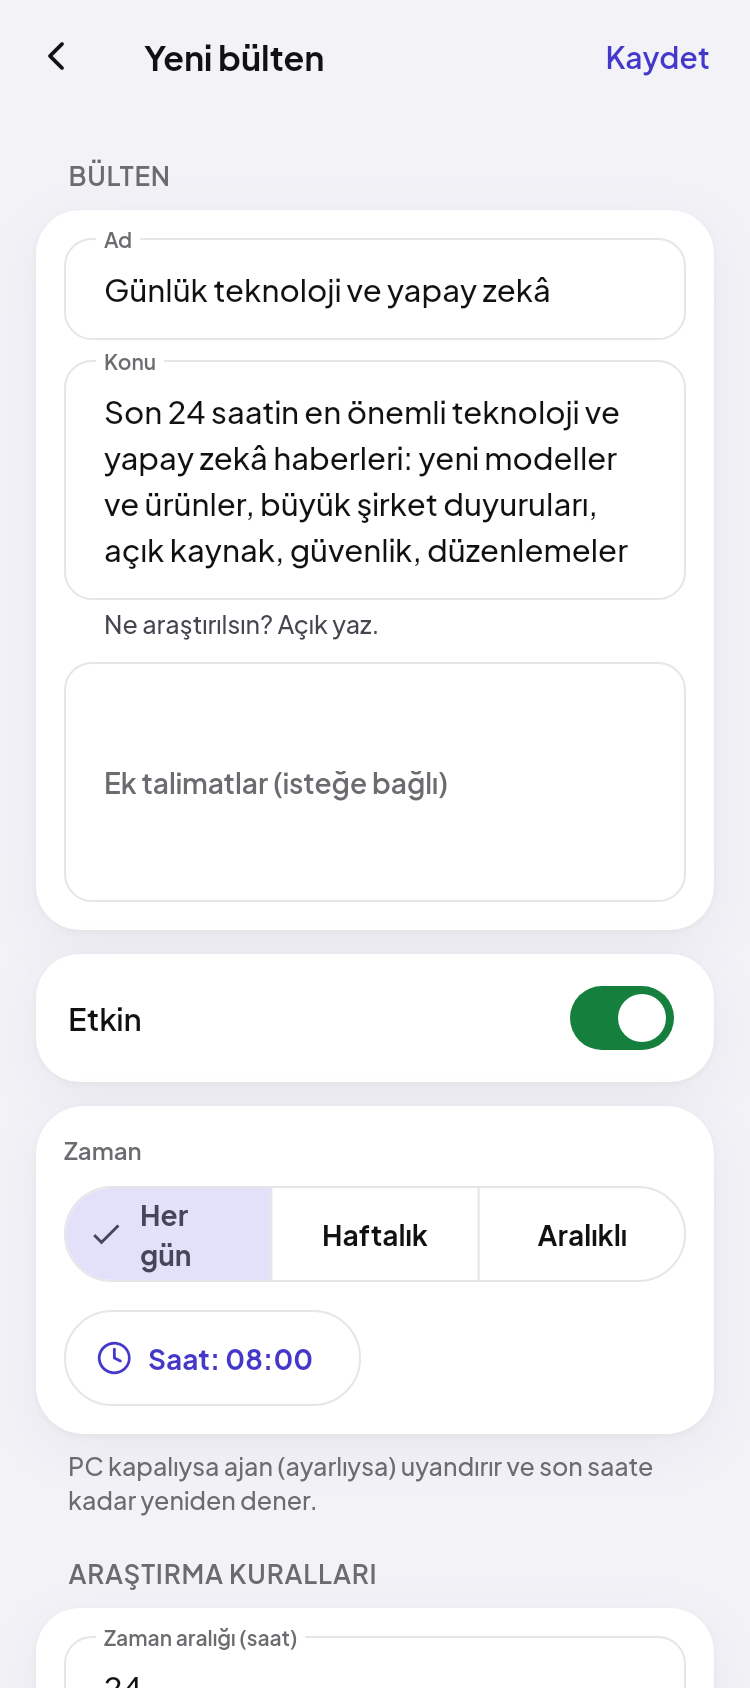 Yeni bülten
Kaydet
BÜLTEN
Ad
Günlük teknoloji ve yapay zekâ
Konu
Son 24 saatin en önemli teknoloji ve
yapay zekâ haberleri: yeni modeller
ve ürünler, büyük şirket duyuruları,
açık kaynak, güvenlik, düzenlemeler
Ne araştırılsın? Açık yaz.
Ek talimatlar (isteğe bağlı)
Etkin
Zaman
Her
gün
Haftalık
Aralıklı
Saat: 08:00
PC kapalıysa ajan (ayarlıysa) uyandırır ve son saate
kadar yeniden dener.
ARAŞTIRMA KURALLARI
Zaman aralığı (saat)
24